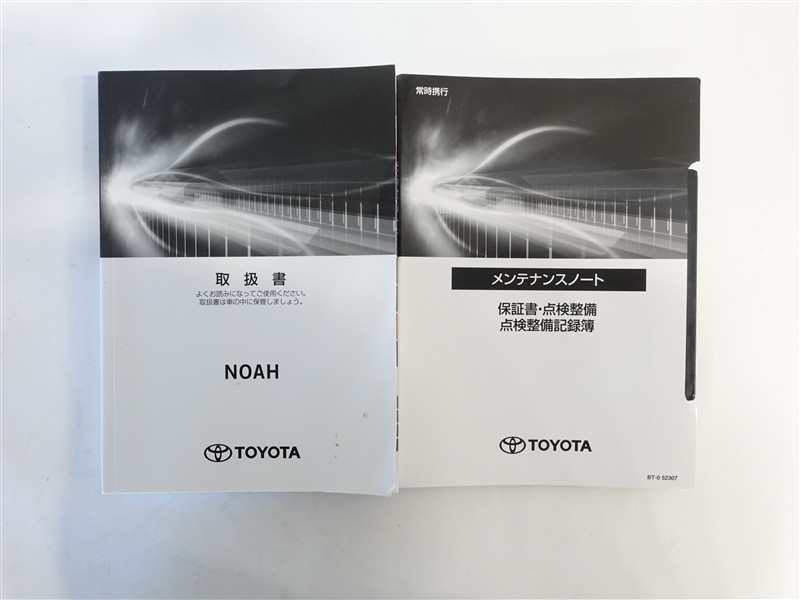 取扱書
よくお読みになってご使用ください。
取扱書は車の中に保管しましょう。
NOAH
TOYOTA
常時携行
メンテナンスノート
保証書・点検整備
点検整備記録簿
TOYOTA
BT-0 52307